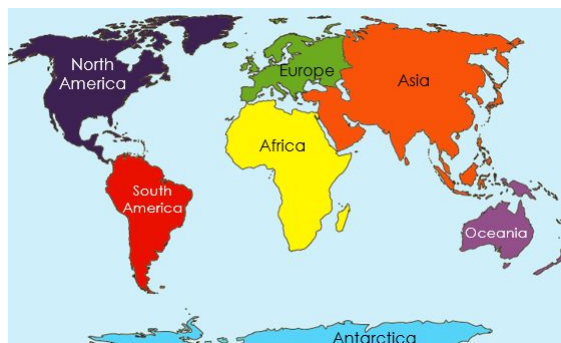 North
America
Europe
Asia
Africa
South
America
Oceania
Antarctica